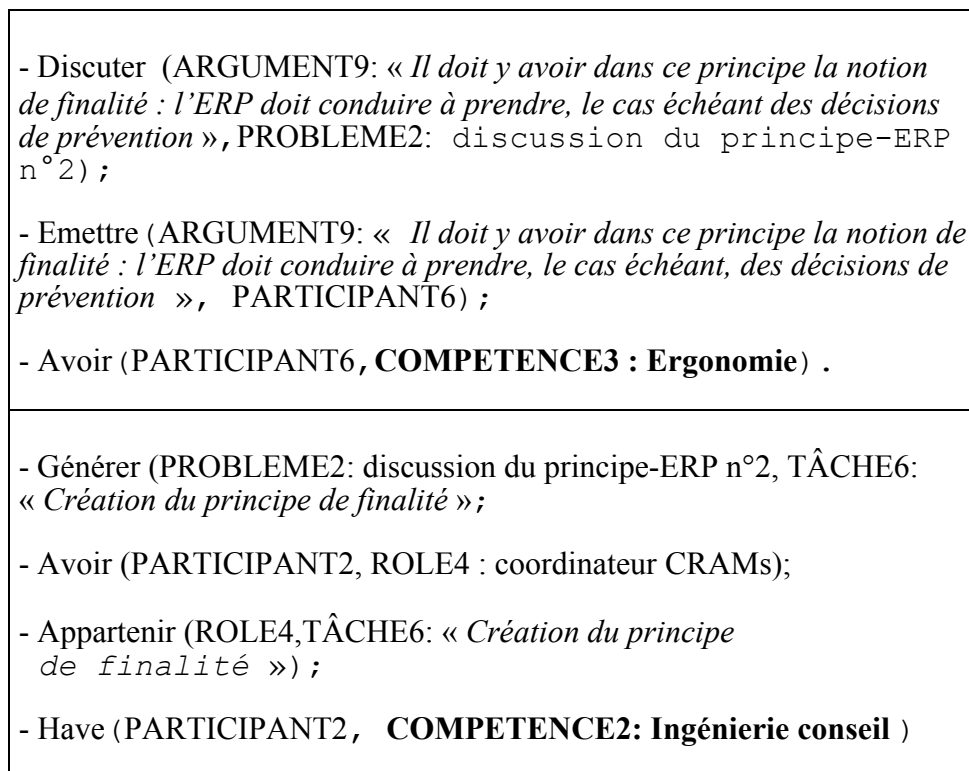 - Discuter (ARGUMENT9: « Il doit y avoir dans ce principe la notion
de finalité : l’ERP doit conduire à prendre, le cas échéant des décisions
de prévention »,PROBLEME2: discussion du principe-ERP
n°2);
- Emettre(ARGUMENT9: « Il doit y avoir dans ce principe la notion de
finalité : l’ERP doit conduire à prendre, le cas échéant, des décisions de
prévention », PARTICIPANT6);
- Avoir(PARTICIPANT6,COMPETENCE3 : Ergonomie).
- Générer (PROBLEME2: discussion du principe-ERP n°2, TÂCHE6:
« Création du principe de finalité »;
- Avoir (PARTICIPANT2, ROLE4 : coordinateur CRAMs);
- Appartenir (ROLE4,TÂCHE6: « Création du principe
de finalité »);
- Have(PARTICIPANT2, COMPETENCE2: Ingénierie conseil )